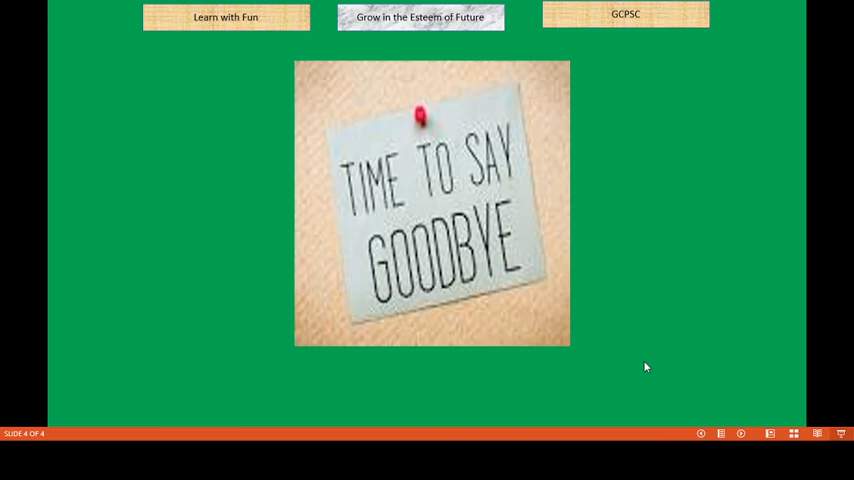 Learn with Fun
Grow in the Esteem of Future
GCPSC
TIME TO SAY
GOODBYE
SLIDE 4 OF 4